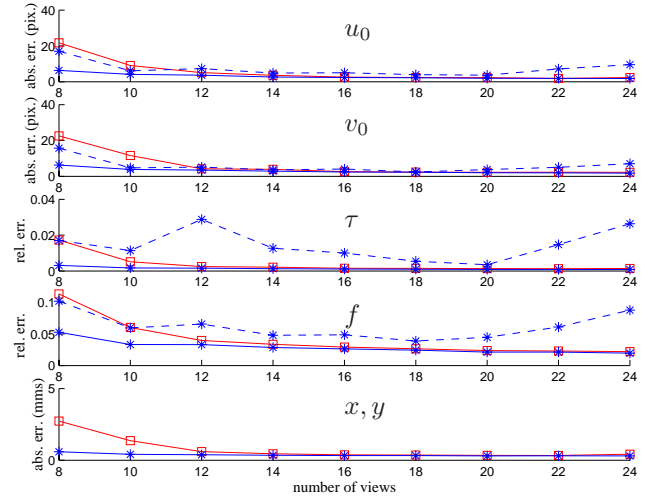 40
20
0
abs. err. (pix.)
u₀
8 10 12 14 16 18 20 22 24
40
20
0
abs. err. (pix.)
v₀
8 10 12 14 16 18 20 22 24
0.04
0.02
0
rel. err.
τ
8 10 12 14 16 18 20 22 24
0.1
0.05
0
rel. err.
f
8 10 12 14 16 18 20 22 24
5
0
abs. err. (mms)
x, y
8 10 12 14 16 18 20 22 24
number of views